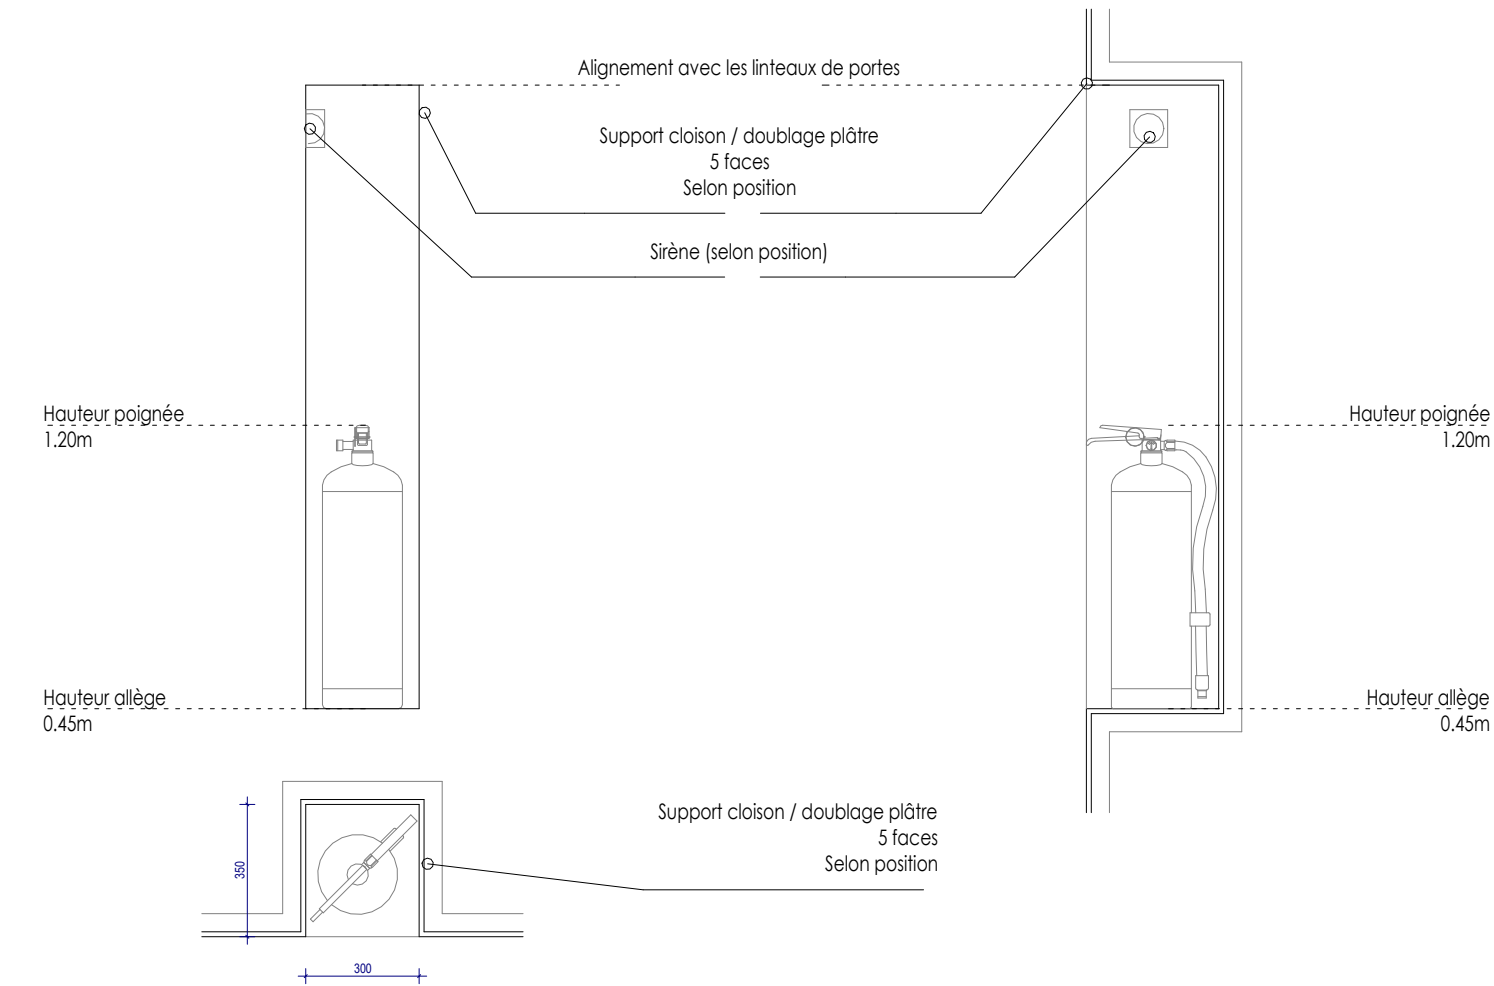 Alignement avec les linteaux de portes
Support cloison / doublage plâtre
5 faces
Selon position
Sirène (selon position)
Hauteur poignée
1.20m
Hauteur poignée
1.20m
Hauteur allège
0.45m
Hauteur allège
0.45m
Support cloison / doublage plâtre
5 faces
Selon position
350
300